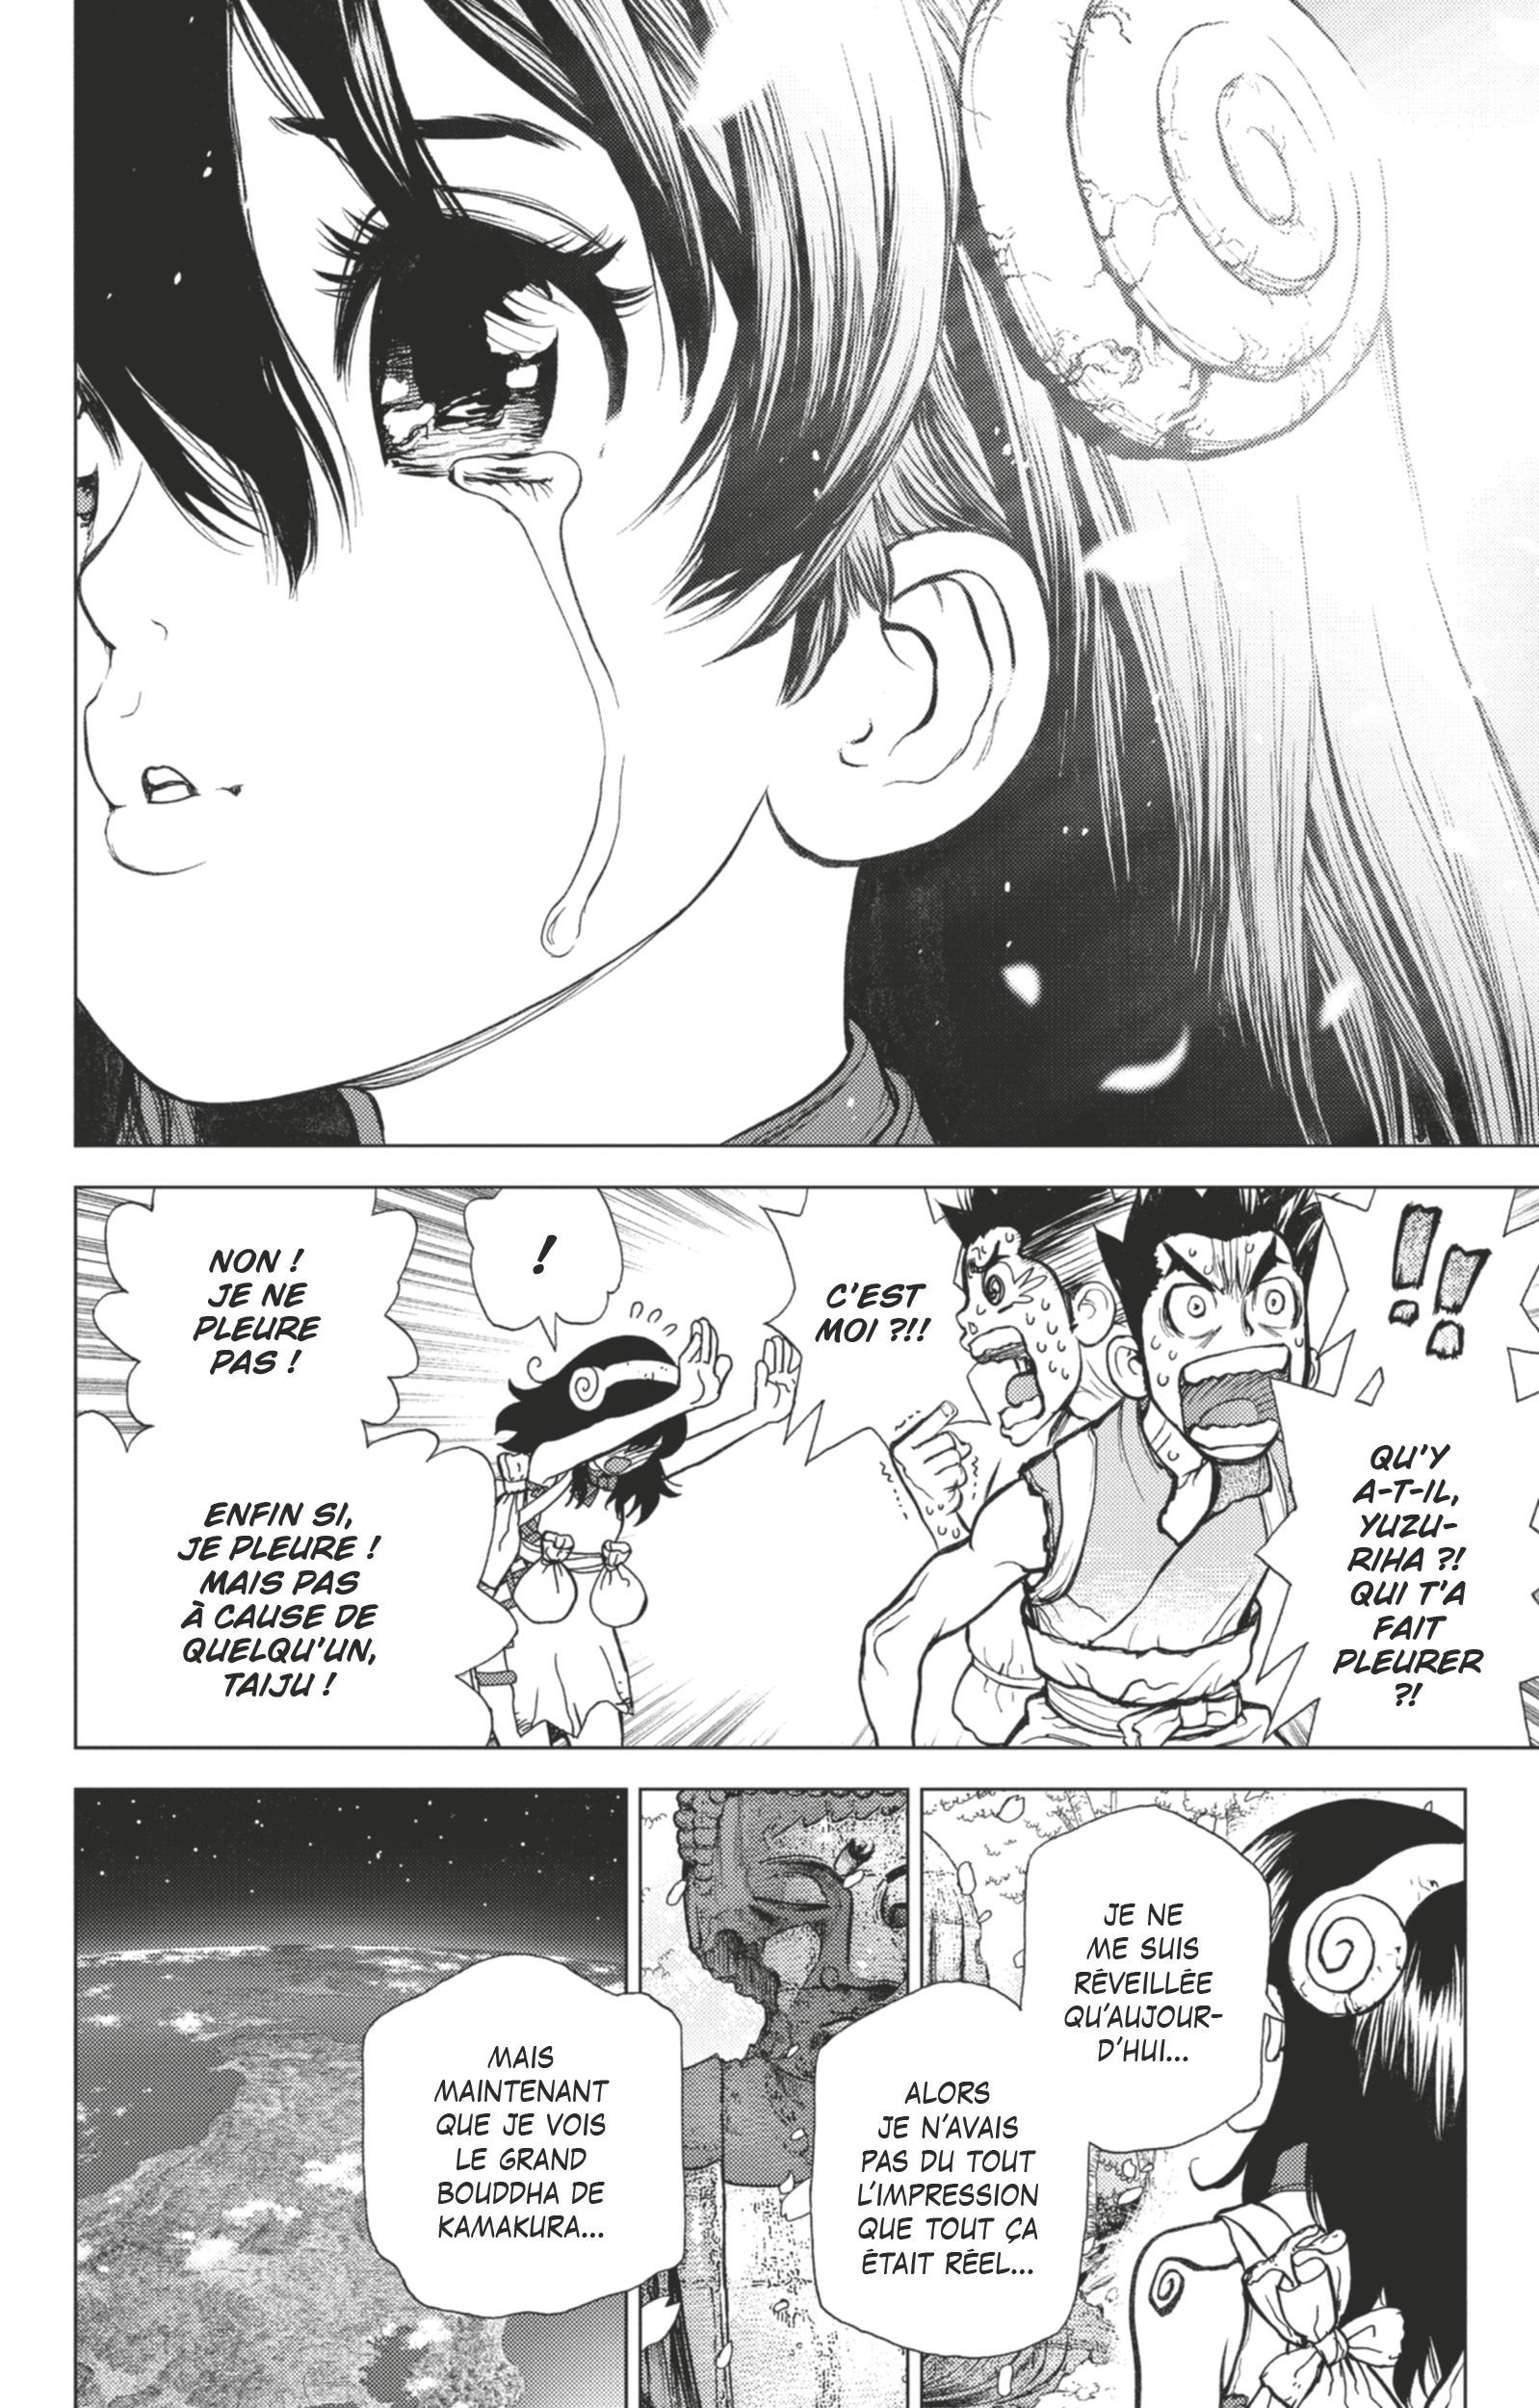 !!
QU'Y
A-T-IL,
YUZU-
RIHA ?!
QUI T'A
FAIT
PLEURER
?!
C'EST
MOI ?!!
!
NON !
JE NE
PLEURE
PAS !
ENFIN SI,
JE PLEURE !
MAIS PAS
À CAUSE DE
QUELQU'UN,
TAIJU !
JE NE
ME SUIS
RÉVEILLÉE
QU'AUJOUR-
D'HUI...
ALORS
JE N'AVAIS
PAS DU TOUT
L'IMPRESSION
QUE TOUT ÇA
ÉTAIT RÉEL...
MAIS
MAINTENANT
QUE JE VOIS
LE GRAND
BOUDDHA DE
KAMAKURA...